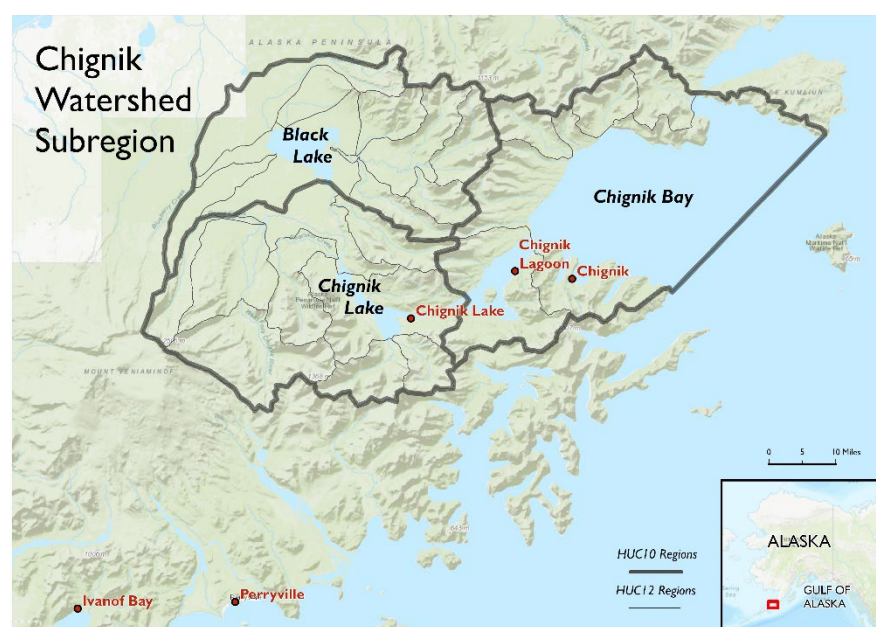 Chignik
Watershed
Subregion
ALASKA PENINSULA
Black
Lake
Chignik Bay
Chignik
Lagoon
Chignik
Chignik
Lake
Chignik Lake
MOUNT VENIAMINOF
0 5 10 Miles
HUC10 Regions
HUC12 Regions
ALASKA
GULF OF
ALASKA
Ivanof Bay
Perryville